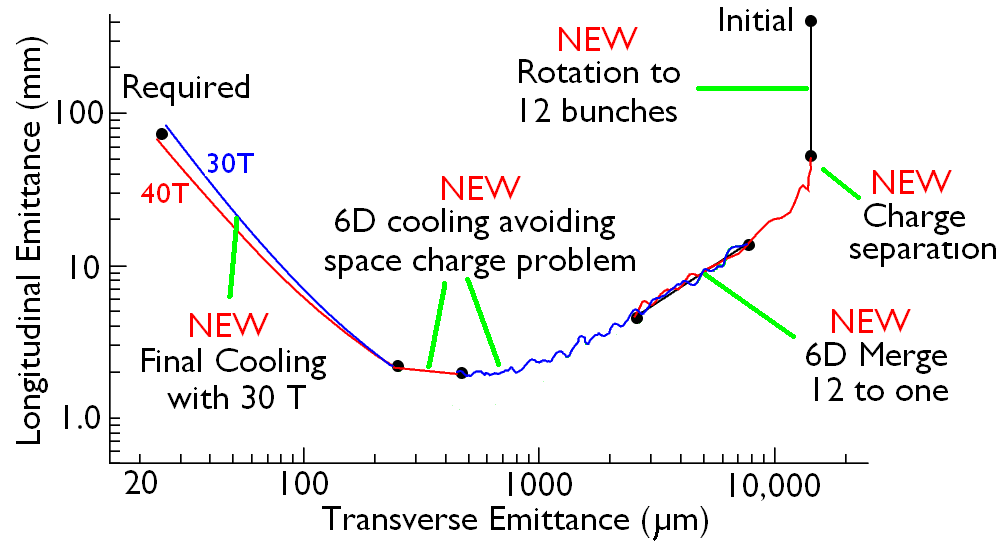 Initial
NEW
Rotation to
12 bunches
Required
100
30T
40T
NEW
6D cooling avoiding
space charge problem
NEW
Charge
separation
10
NEW
Final Cooling
with 30 T
NEW
6D Merge
12 to one
1.0
20
100
1000
10,000
Transverse Emittance (µm)
Longitudinal Emittance (mm)